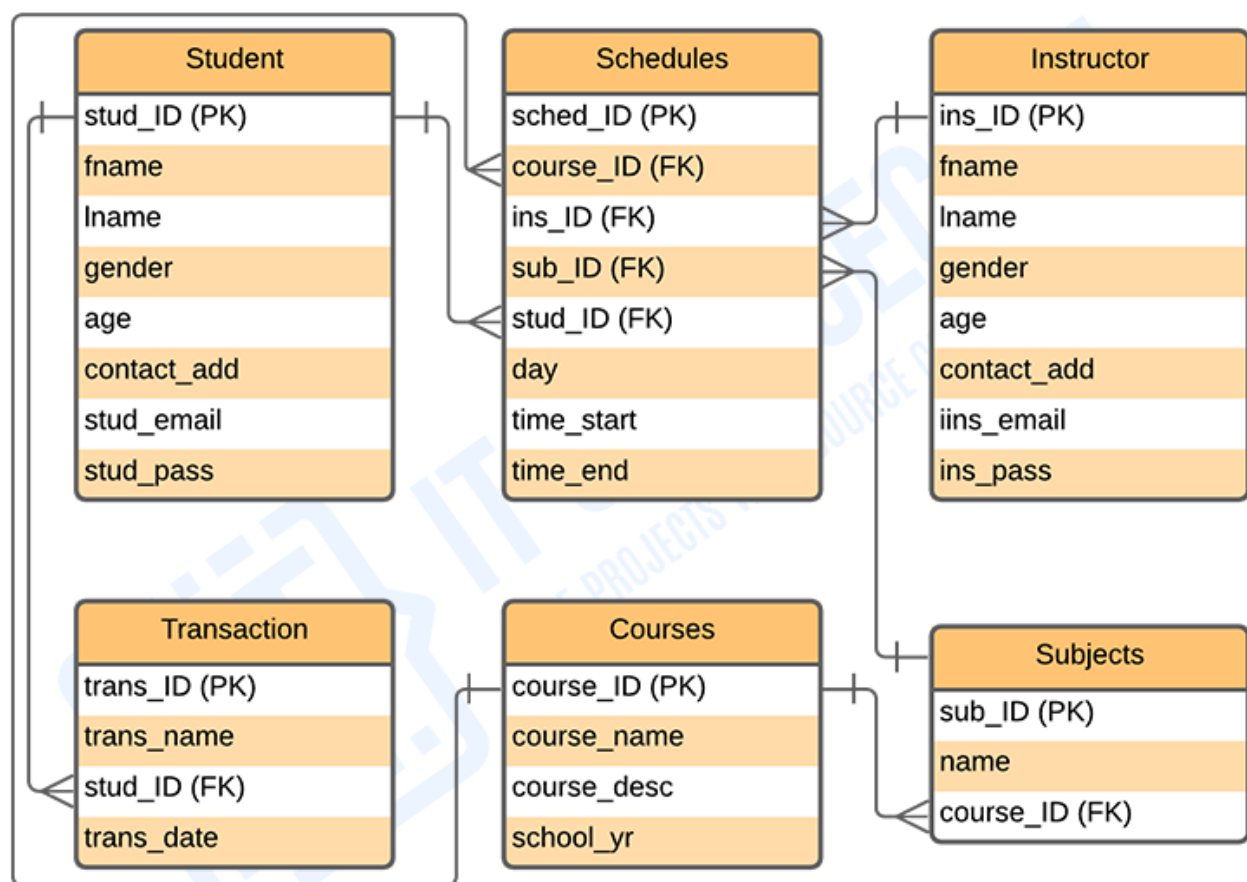 Student
stud_ID (PK)
fname
lname
gender
age
contact_add
stud_email
stud_pass
Schedules
sched_ID (PK)
course_ID (FK)
ins_ID (FK)
sub_ID (FK)
stud_ID (FK)
day
time_start
time_end
Instructor
ins_ID (PK)
fname
lname
gender
age
contact_add
iins_email
ins_pass
Transaction
trans_ID (PK)
trans_name
stud_ID (FK)
trans_date
Courses
course_ID (PK)
course_name
course_desc
school_yr
Subjects
sub_ID (PK)
name
course_ID (FK)
IT
PROJECTS